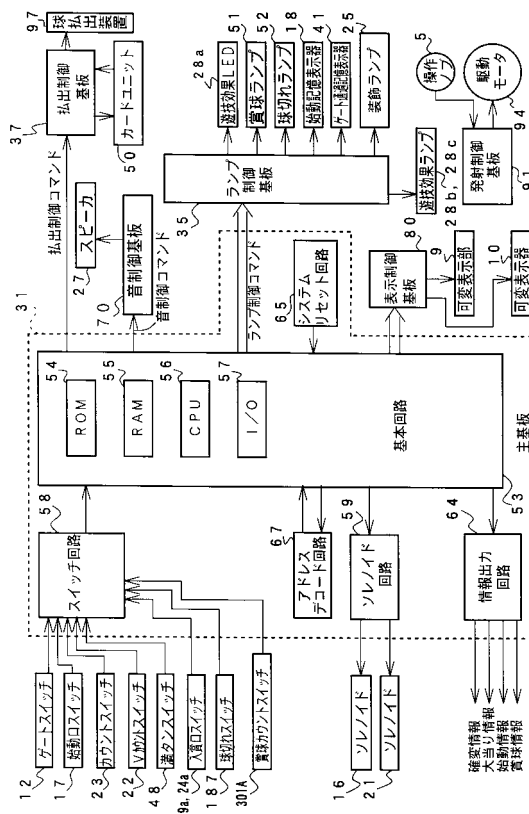 31
12
ゲートスイッチ
17
始動口スイッチ
23
カウントスイッチ
22
Vカウントスイッチ
48
満タンスイッチ
9a, 24a
入賞口スイッチ
187
球切れスイッチ
301A
賞球カウントスイッチ
58
スイッチ回路
67
アドレス
デコード回路
59
ソレノイド
回路
16
ソレノイド
21
ソレノイド
64
情報出力
回路
確変情報
大当り情報
始動情報
賞球情報
54
ROM
55
RAM
56
CPU
57
I/O
基本回路
53
主基板
65
システム
リセット回路
払出制御コマンド
37
払出制御
基板
97
球
払出装置
50
カードユニット
27
スピーカ
70
音制御基板
音制御コマンド
ランプ制御コマンド
35
ランプ制御
基板
28a
遊技効果LED
51
賞球ランプ
52
球切れランプ
18
始動記憶表示器
41
ゲート通過記憶表示器
25
装飾ランプ
遊技効果ランプ
28b, 28c
80
表示制御
基板
9
可変表示部
10
可変表示器
91
発射制御
基板
5
94
駆動
モータ